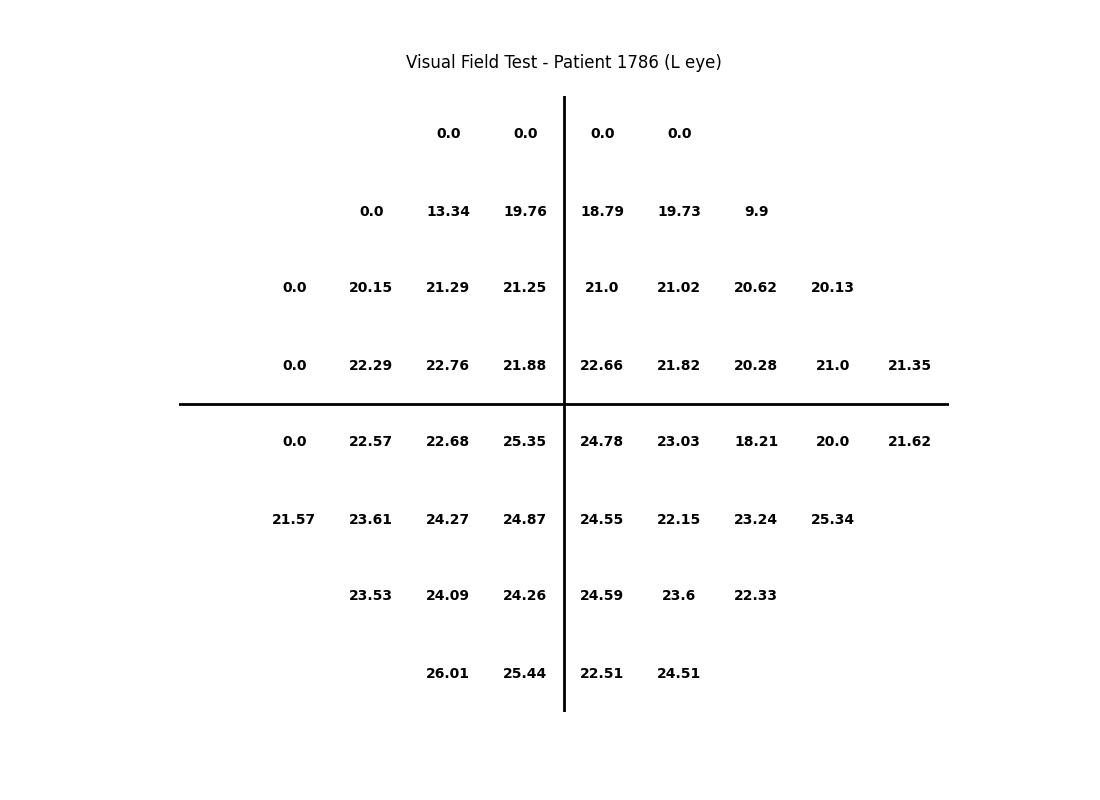 Visual Field Test - Patient 1786 (L eye)
0.0 0.0 0.0 0.0
0.0 13.34 19.76 18.79 19.73 9.9
0.0 20.15 21.29 21.25 21.0 21.02 20.62 20.13
0.0 22.29 22.76 21.88 22.66 21.82 20.28 21.0 21.35
0.0 22.57 22.68 25.35 24.78 23.03 18.21 20.0 21.62
21.57 23.61 24.27 24.87 24.55 22.15 23.24 25.34
23.53 24.09 24.26 24.59 23.6 22.33
26.01 25.44 22.51 24.51